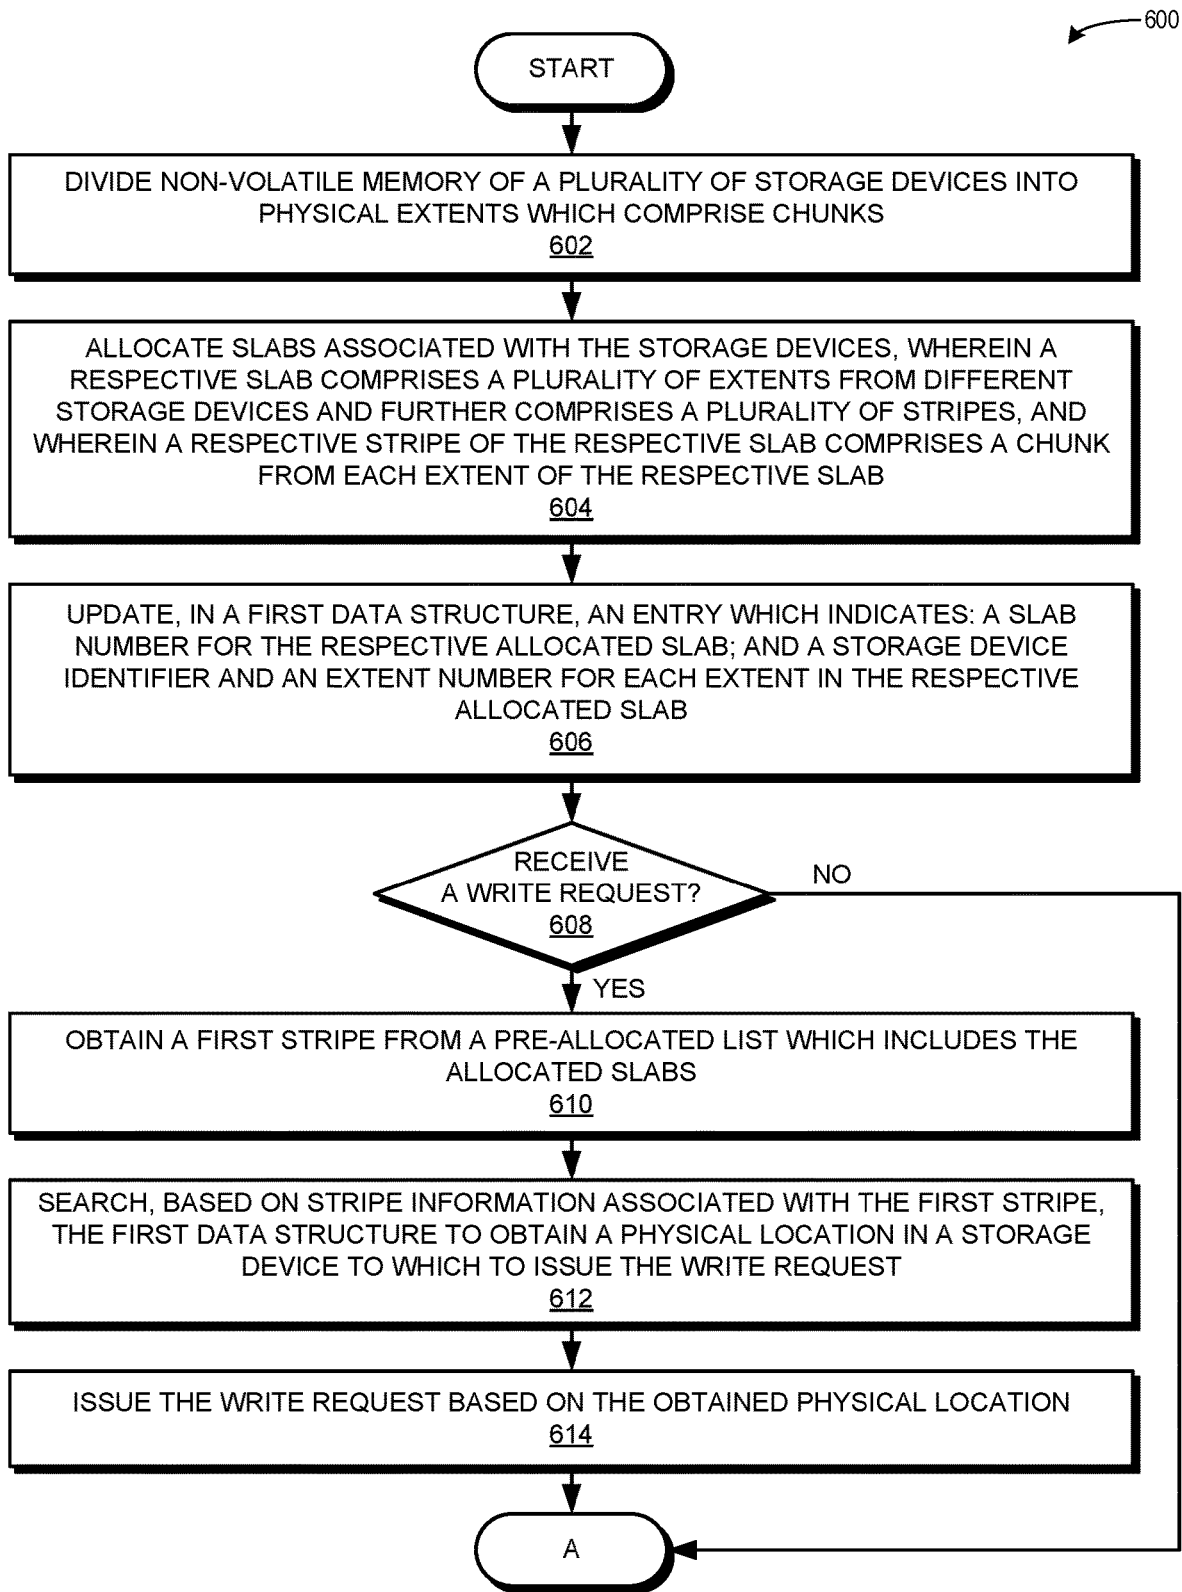 600
START
DIVIDE NON-VOLATILE MEMORY OF A PLURALITY OF STORAGE DEVICES INTO
PHYSICAL EXTENTS WHICH COMPRISE CHUNKS
602
ALLOCATE SLABS ASSOCIATED WITH THE STORAGE DEVICES, WHEREIN A
RESPECTIVE SLAB COMPRISES A PLURALITY OF EXTENTS FROM DIFFERENT
STORAGE DEVICES AND FURTHER COMPRISES A PLURALITY OF STRIPES, AND
WHEREIN A RESPECTIVE STRIPE OF THE RESPECTIVE SLAB COMPRISES A CHUNK
FROM EACH EXTENT OF THE RESPECTIVE SLAB
604
UPDATE, IN A FIRST DATA STRUCTURE, AN ENTRY WHICH INDICATES: A SLAB
NUMBER FOR THE RESPECTIVE ALLOCATED SLAB; AND A STORAGE DEVICE
IDENTIFIER AND AN EXTENT NUMBER FOR EACH EXTENT IN THE RESPECTIVE
ALLOCATED SLAB
606
RECEIVE
A WRITE REQUEST?
608
NO
YES
OBTAIN A FIRST STRIPE FROM A PRE-ALLOCATED LIST WHICH INCLUDES THE
ALLOCATED SLABS
610
SEARCH, BASED ON STRIPE INFORMATION ASSOCIATED WITH THE FIRST STRIPE,
THE FIRST DATA STRUCTURE TO OBTAIN A PHYSICAL LOCATION IN A STORAGE
DEVICE TO WHICH TO ISSUE THE WRITE REQUEST
612
ISSUE THE WRITE REQUEST BASED ON THE OBTAINED PHYSICAL LOCATION
614
A